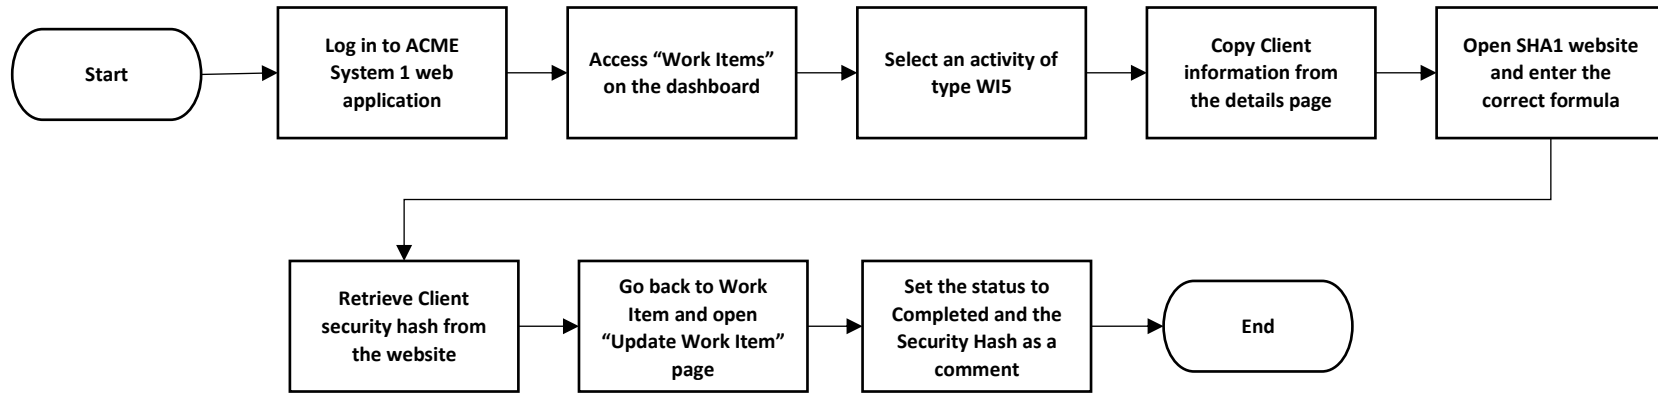 Start
Log in to ACME
System 1 web
application
Access “Work Items”
on the dashboard
Select an activity of
type WI5
Copy Client
information from
the details page
Open SHA1 website
and enter the
correct formula
Retrieve Client
security hash from
the website
Go back to Work
Item and open
“Update Work Item”
page
Set the status to
Completed and the
Security Hash as a
comment
End